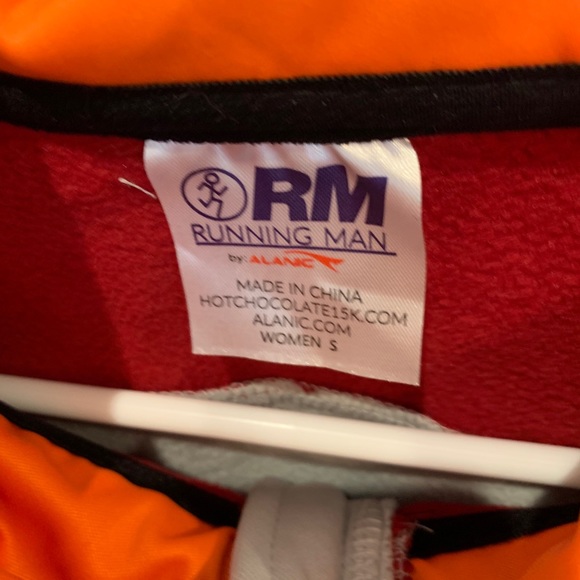 RM
RUNNING MAN
by: ALANIC
MADE IN CHINA
HOTCHOCOLATE15K.COM
ALANIC.COM
WOMEN S